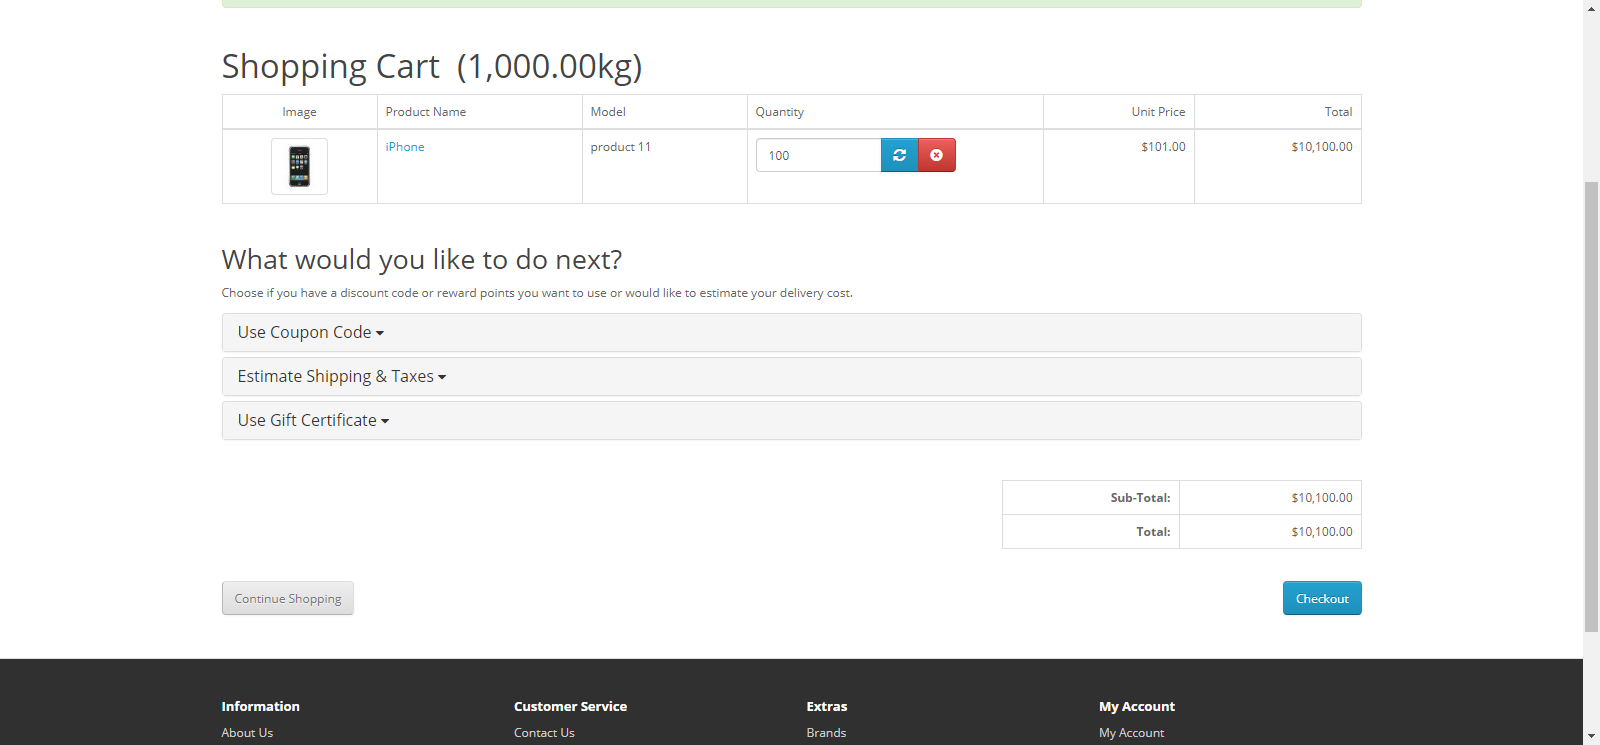 Shopping Cart  (1,000.00kg)
Image Product Name Model Quantity Unit Price Total
iPhone product 11 100 $101.00 $10,100.00
What would you like to do next?
Choose if you have a discount code or reward points you want to use or would like to estimate your delivery cost.
Use Coupon Code
Estimate Shipping & Taxes
Use Gift Certificate
Sub-Total: $10,100.00
Total: $10,100.00
Continue Shopping Checkout
Information Customer Service Extras My Account
About Us Contact Us Brands My Account